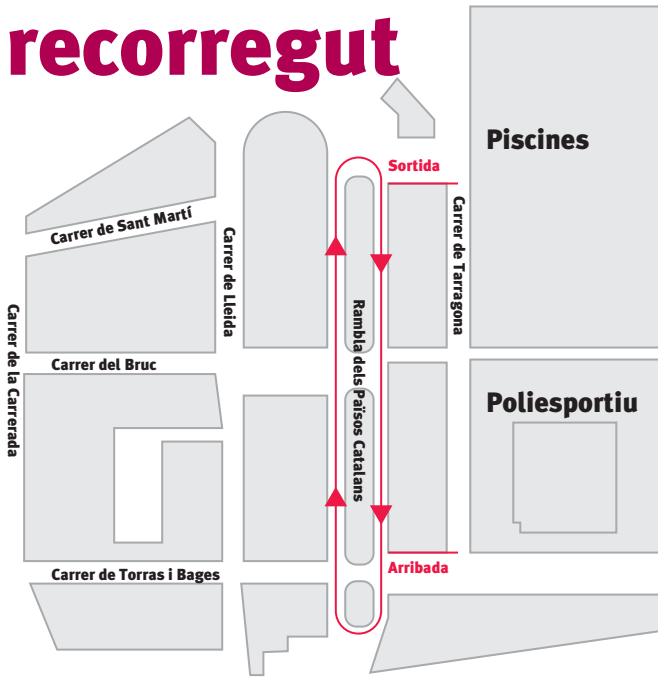 recorregut
Piscines
Sortida
Carrer de Sant Martí
Carrer de Lleida
Carrer de Tarragona
Carrer de la Carrerada
Rambla dels Països Catalans
Carrer del Bruc
Poliesportiu
Carrer de Torras i Bages
Arribada